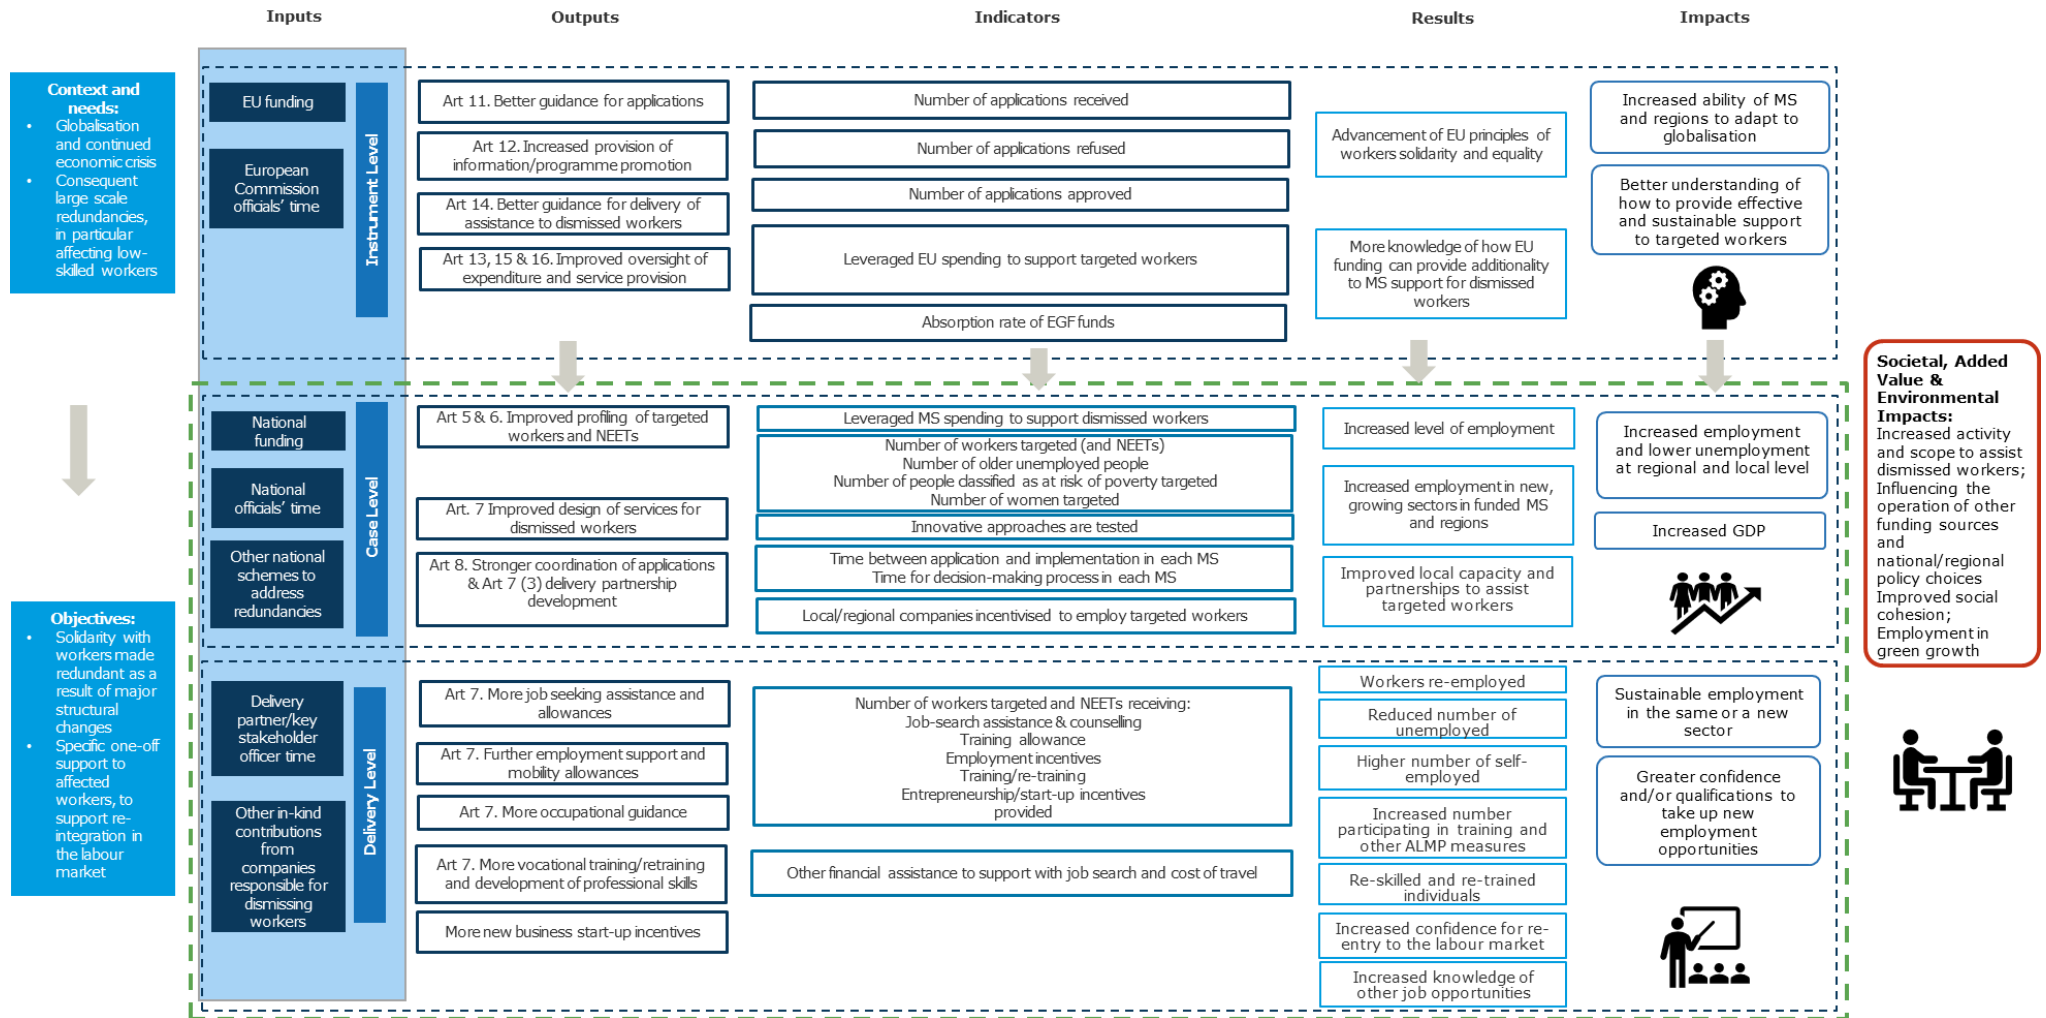 Inputs
Outputs
Indicators
Results
Impacts
Context and
needs:
• Globalisation
and continued
economic crisis
• Consequent
large scale
redundancies,
in particular
affecting low-
skilled workers
Objectives:
• Solidarity with
workers made
redundant as a
result of major
structural
changes
• Specific one-off
support to
affected
workers, to
support re-
integration in
the labour
market
EU funding
European
Commission
officials' time
Instrument Level
Art 11. Better guidance for applications
Art 12. Increased provision of
information/programme promotion
Art 14. Better guidance for delivery of
assistance to dismissed workers
Art 13, 15 & 16. Improved oversight of
expenditure and service provision
Number of applications received
Number of applications refused
Number of applications approved
Leveraged EU spending to support targeted workers
Absorption rate of EGF funds
Advancement of EU principles of
workers solidarity and equality
More knowledge of how EU
funding can provide additionality
to MS support for dismissed
workers
Increased ability of MS
and regions to adapt to
globalisation
Better understanding of
how to provide effective
and sustainable support
to targeted workers
National
funding
National
officials' time
Other national
schemes to
address
redundancies
Case Level
Art 5 & 6. Improved profiling of targeted
workers and NEETs
Art. 7 Improved design of services for
dismissed workers
Art 8. Stronger coordination of applications
& Art 7 (3) delivery partnership
development
Leveraged MS spending to support dismissed workers
Number of workers targeted (and NEETs)
Number of older unemployed people
Number of people classified as at risk of poverty targeted
Number of women targeted
Innovative approaches are tested
Time between application and implementation in each MS
Time for decision-making process in each MS
Local/regional companies incentivised to employ targeted workers
Increased level of employment
Increased employment in new,
growing sectors in funded MS
and regions
Improved local capacity and
partnerships to assist
targeted workers
Increased employment
and lower unemployment
at regional and local level
Increased GDP
Delivery
partner/key
stakeholder
officer time
Other in-kind
contributions
from
companies
responsible for
dismissing
workers
Delivery Level
Art 7. More job seeking assistance and
allowances
Art 7. Further employment support and
mobility allowances
Art 7. More occupational guidance
Art 7. More vocational training/retraining
and development of professional skills
More new business start-up incentives
Number of workers targeted and NEETs receiving:
Job-search assistance & counselling
Training allowance
Employment incentives
Training/re-training
Entrepreneurship/start-up incentives
provided
Other financial assistance to support with job search and cost of travel
Workers re-employed
Reduced number of
unemployed
Higher number of self-
employed
Increased number
participating in training and
other ALMP measures
Re-skilled and re-trained
individuals
Increased confidence for re-
entry to the labour market
Increased knowledge of
other job opportunities
Sustainable employment
in the same or a new
sector
Greater confidence
and/or qualifications to
take up new
employment
opportunities
Societal, Added
Value &
Environmental
Impacts:
Increased activity
and scope to assist
dismissed workers;
Influencing the
operation of other
funding sources
and
national/regional
policy choices
Improved social
cohesion;
Employment in
green growth